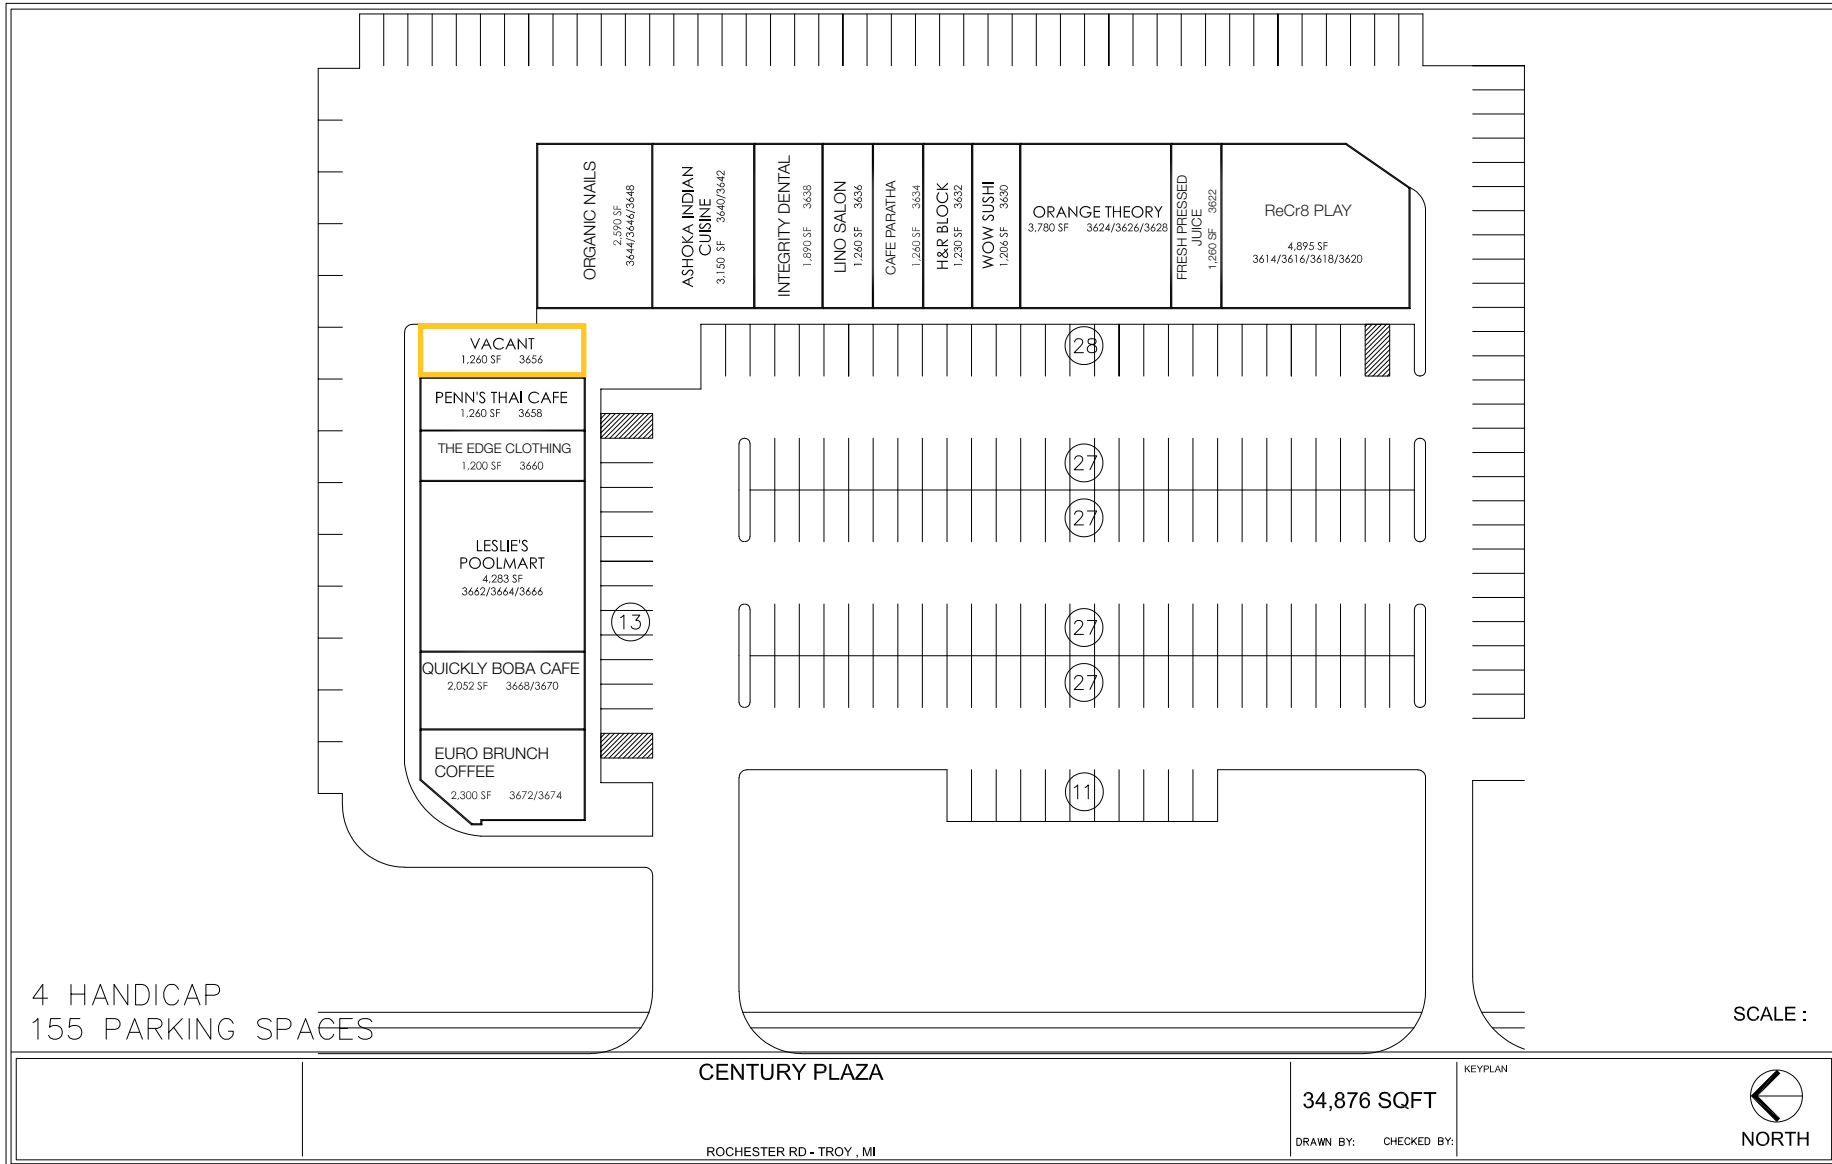 ORGANIC NAILS
2,590 SF
3644/3646/3648
ASHOKA INDIAN
CUISINE
3,150 SF 3640/3642
INTEGRITY DENTAL
1,890 SF 3638
LINO SALON
1,260 SF 3636
CAFE PARATHA
1,260 SF 3634
H&R BLOCK
1,230 SF 3632
WOW SUSHI
1,206 SF 3630
ORANGE THEORY
3,780 SF 3624/3626/3628
FRESH PRESSED
JUICE
1,260 SF 3622
ReCr8 PLAY
4,895 SF
3614/3616/3618/3620
VACANT
1,260 SF 3656
PENN'S THAI CAFE
1,260 SF 3658
THE EDGE CLOTHING
1,200 SF 3660
LESLIE'S
POOLMART
4,283 SF
3662/3664/3666
QUICKLY BOBA CAFE
2,052 SF 3668/3670
EURO BRUNCH
COFFEE
2,300 SF 3672/3674
28
27
27
13
27
27
11
4 HANDICAP
155 PARKING SPACES
SCALE :
CENTURY PLAZA
ROCHESTER RD - TROY , MI
34,876 SQFT
DRAWN BY: CHECKED BY:
KEYPLAN
NORTH